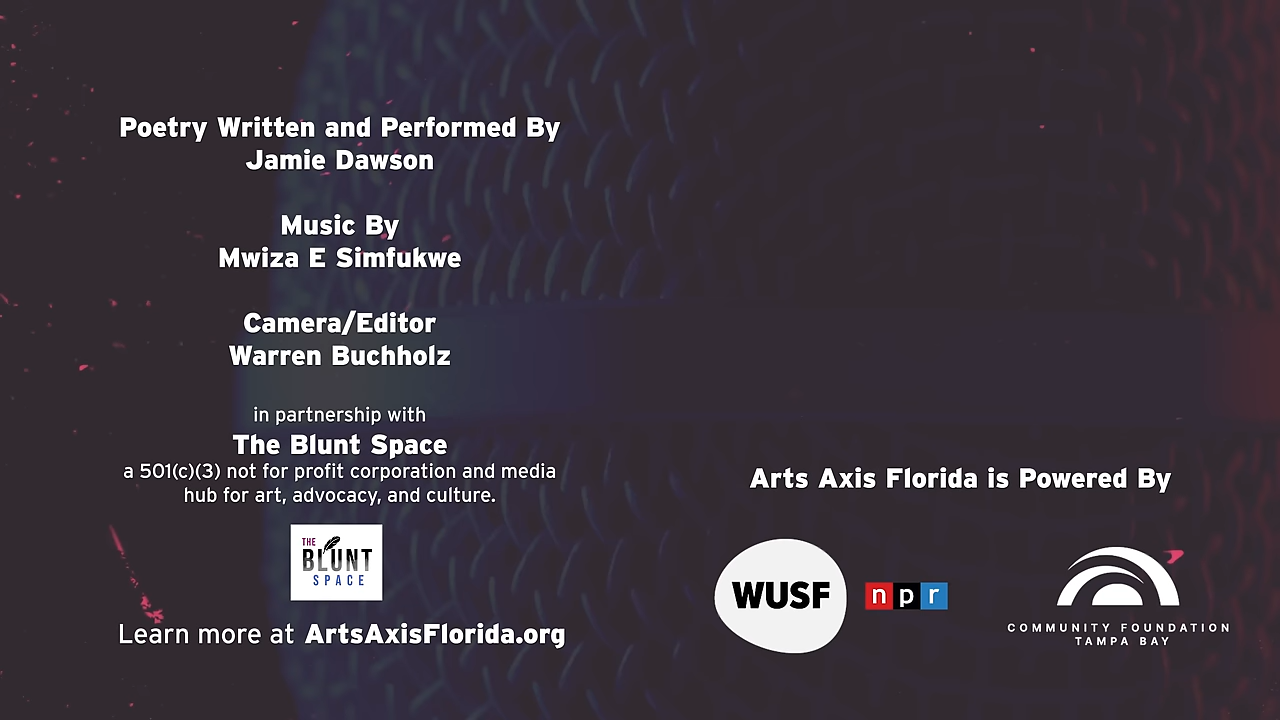 Poetry Written and Performed By
Jamie Dawson
Music By
Mwiza E Simfukwe
Camera/Editor
Warren Buchholz
in partnership with
The Blunt Space
a 501(c)(3) not for profit corporation and media
hub for art, advocacy, and culture.
THE
BLUNT
SPACE
Learn more at ArtsAxisFlorida.org
Arts Axis Florida is Powered By
WUSF
npr
COMMUNITY FOUNDATION
TAMPA BAY